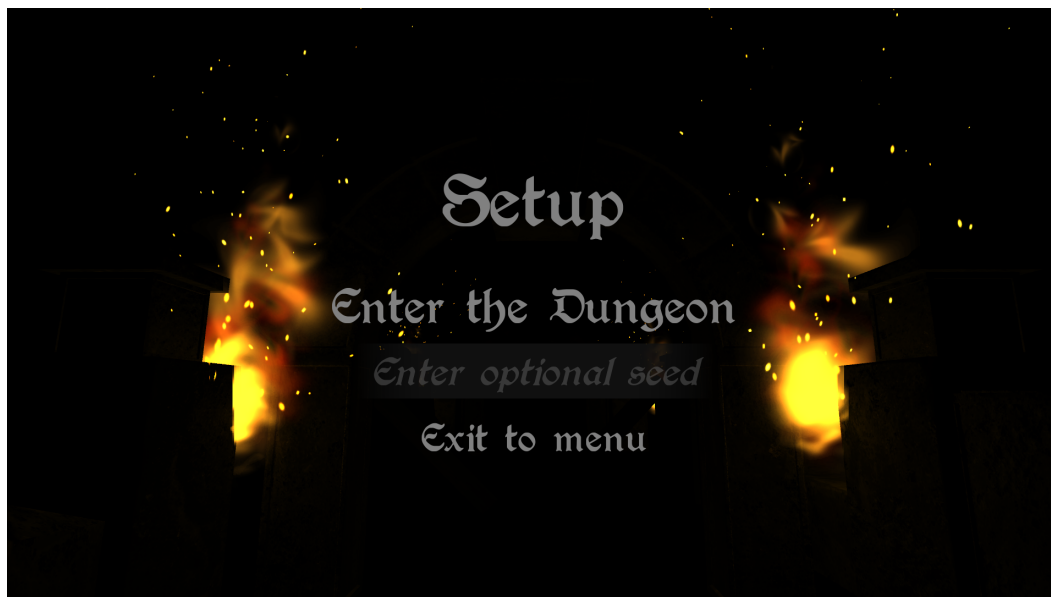 Setup
Enter the Dungeon
Enter optional seed
Exit to menu